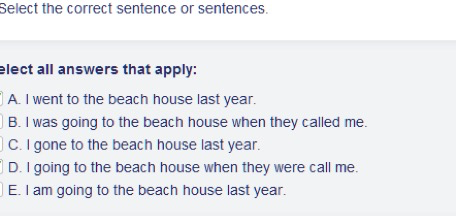 Select the correct sentence or sentences.
elect all answers that apply:
A. I went to the beach house last year.
B. I was going to the beach house when they called me.
C. I gone to the beach house last year.
D. I going to the beach house when they were call me.
E. I am going to the beach house last year.